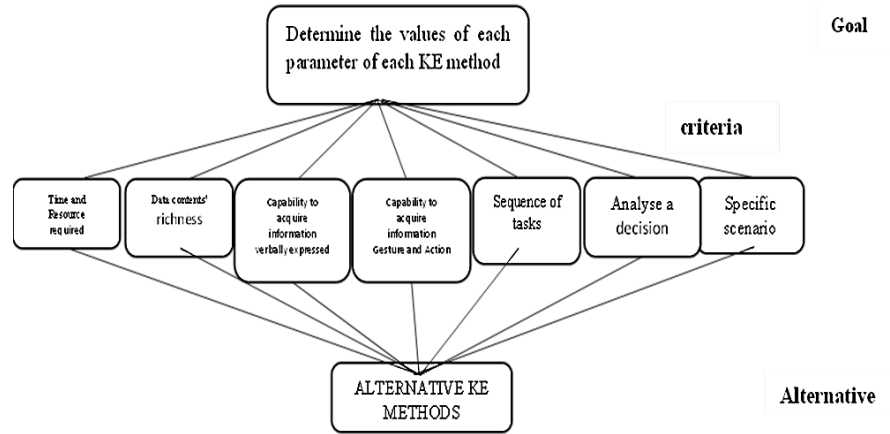 Determine the values of each
parameter of each KE method
Goal
criteria
Time and
Resource
required
Data contents'
richness
Capability to
acquire
information
verbally expressed
Capability to
acquire
information
Gesture and Action
Sequence of
tasks
Analyse a
decision
Specific
scenario
ALTERNATIVE KE
METHODS
Alternative